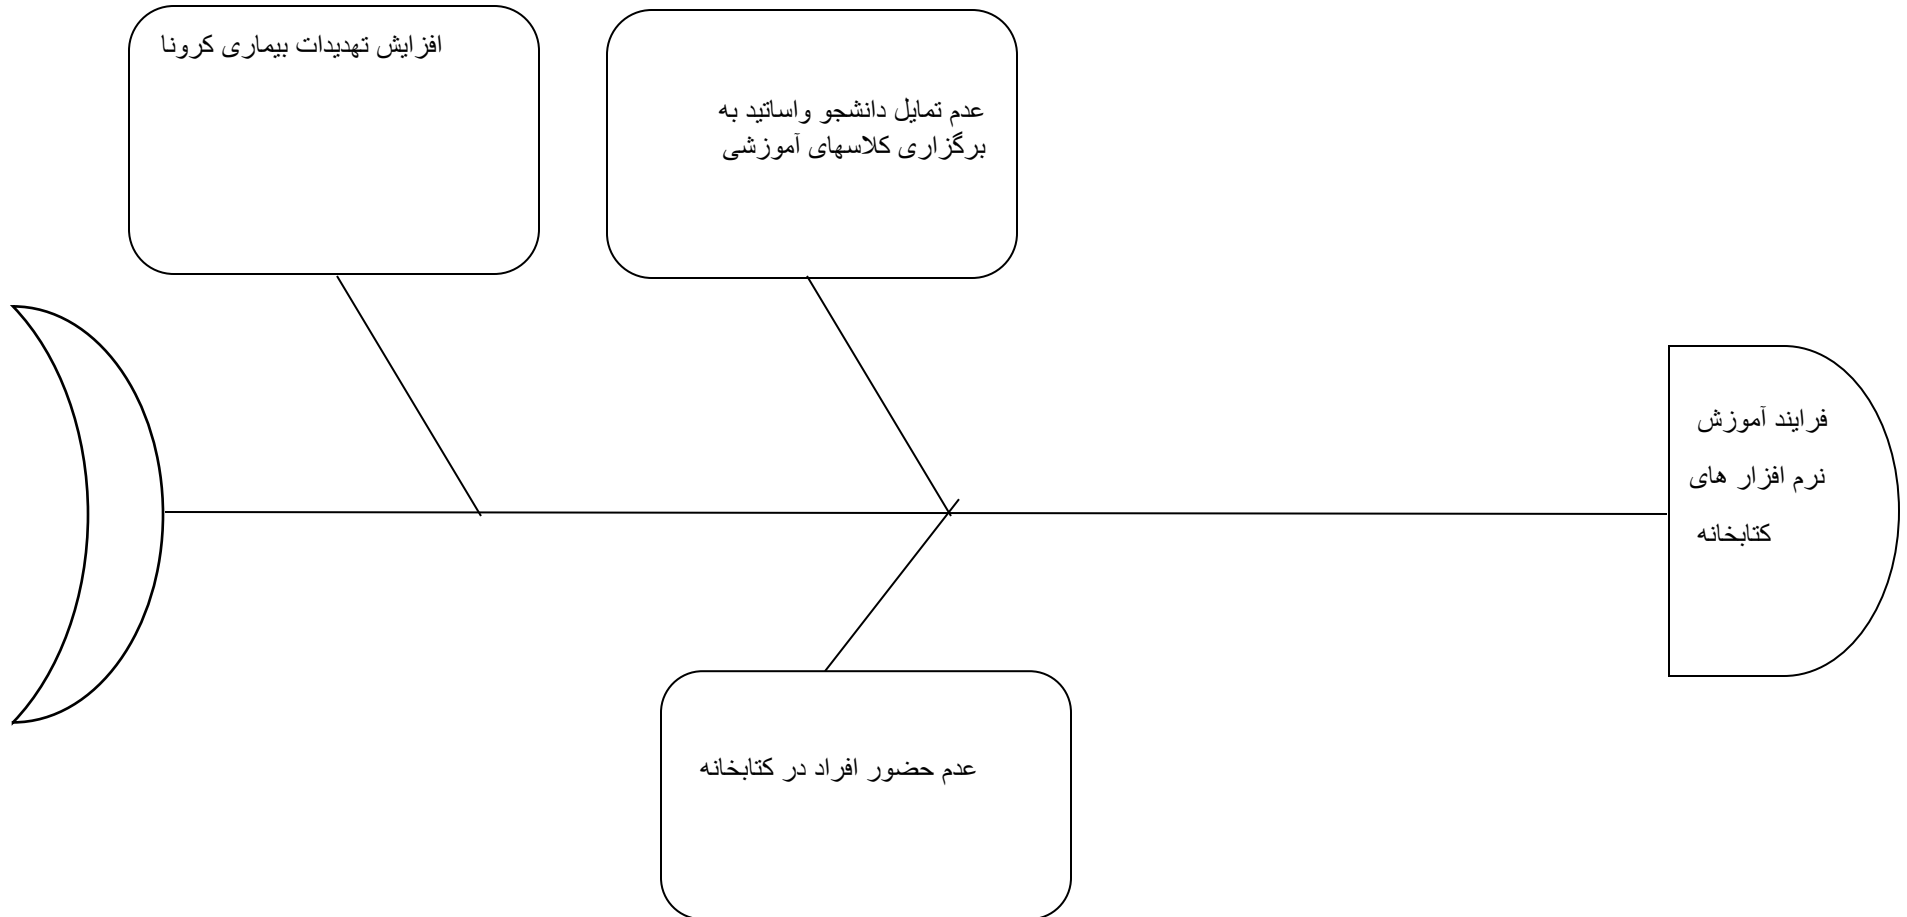 افزایش تهدیدات بیماری کرونا
عدم تمایل دانشجو واساتید به
برگزاری کلاسهای آموزشی
فرایند آموزش
نرم افزار های
کتابخانه
عدم حضور افراد در کتابخانه